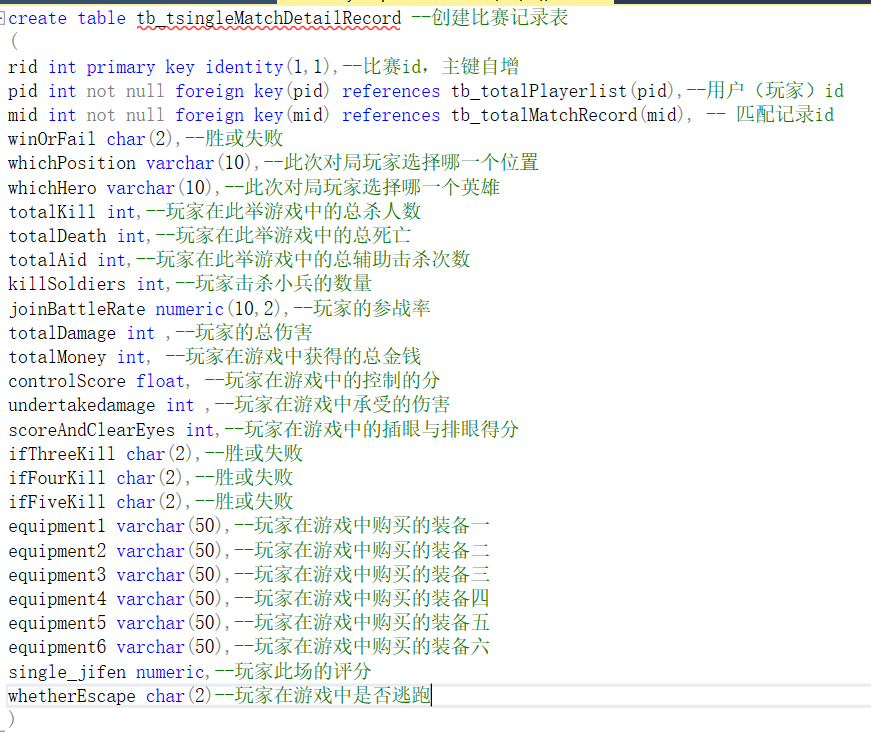 create table tb_tsingleMatchDetailRecord --创建比赛记录表
(
rid int primary key identity(1,1),--比赛id，主键自增
pid int not null foreign key(pid) references tb_totalPlayerlist(pid),--用户（玩家）id
mid int not null foreign key(mid) references tb_totalMatchRecord(mid), -- 匹配记录id
winOrFail char(2),--胜或失败
whichPosition varchar(10),--此次对局玩家选择哪一个位置
whichHero varchar(10),--此次对局玩家选择哪一个英雄
totalKill int,--玩家在此举游戏中的总杀人数
totalDeath int,--玩家在此举游戏中的总死亡
totalAid int,--玩家在此举游戏中的总辅助击杀次数
killSoldiers int,--玩家击杀小兵的数量
joinBattleRate numeric(10,2),--玩家的参战率
totalDamage int ,--玩家的总伤害
totalMoney int, --玩家在游戏中获得的总金钱
controlScore float, --玩家在游戏中的控制的分
undertakedamage int ,--玩家在游戏中承受的伤害
scoreAndClearEyes int,--玩家在游戏中的插眼与排眼得分
ifThreeKill char(2),--胜或失败
ifFourKill char(2),--胜或失败
ifFiveKill char(2),--胜或失败
equipment1 varchar(50),--玩家在游戏中购买的装备一
equipment2 varchar(50),--玩家在游戏中购买的装备二
equipment3 varchar(50),--玩家在游戏中购买的装备三
equipment4 varchar(50),--玩家在游戏中购买的装备四
equipment5 varchar(50),--玩家在游戏中购买的装备五
equipment6 varchar(50),--玩家在游戏中购买的装备六
single_jifen numeric,--玩家此场的评分
whetherEscape char(2)--玩家在游戏中是否逃跑
)